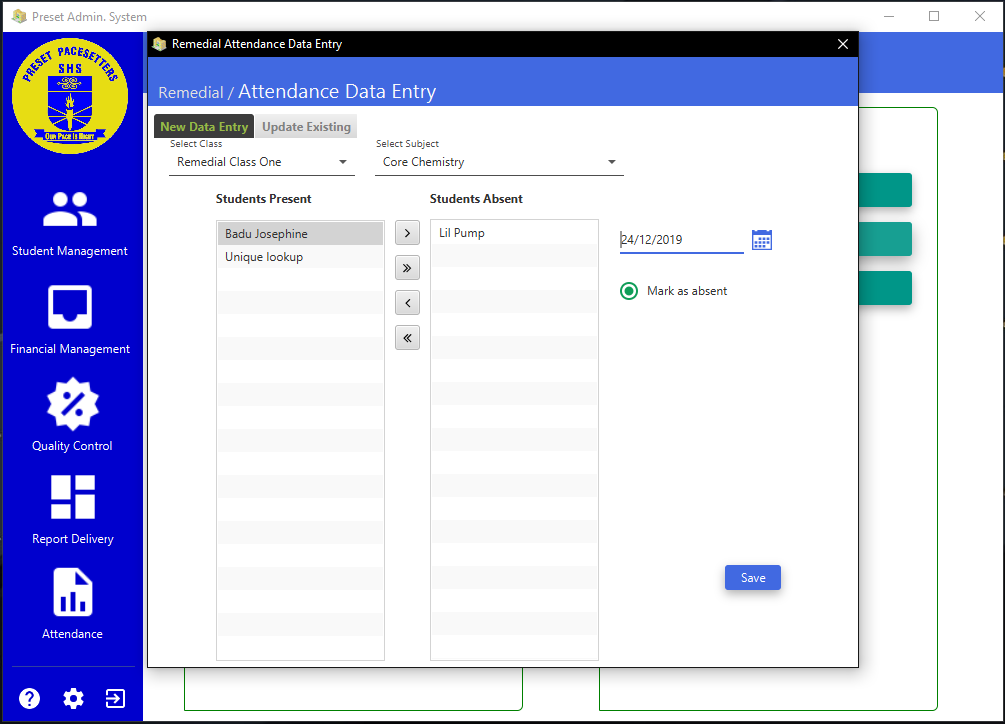 Preset Admin. System
PRESET PACESETTERS
SHS
OUR PACE IS MIGHT
Student Management
Financial Management
Quality Control
Report Delivery
Attendance
Remedial Attendance Data Entry
Remedial / Attendance Data Entry
New Data Entry Update Existing
Select Class Select Subject
Remedial Class One Core Chemistry
Students Present Students Absent
Badu Josephine Lil Pump 24/12/2019
Unique lookup
Mark as absent
Save